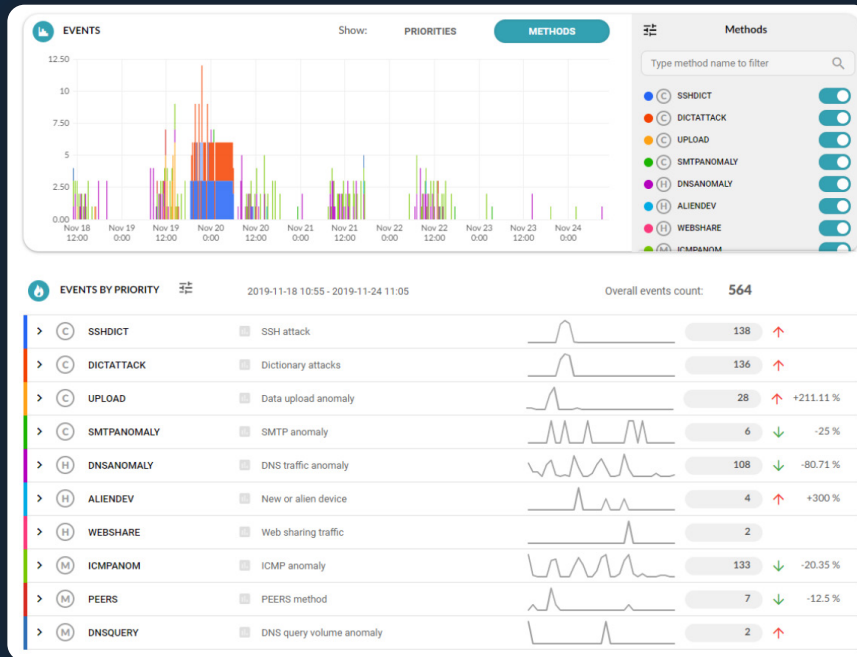 EVENTS
Show: PRIORITIES METHODS
12.50
10
7.50
5
2.50
0.00
Nov 18 Nov 19 Nov 19 Nov 20 Nov 20 Nov 21 Nov 21 Nov 22 Nov 22 Nov 23 Nov 23 Nov 24
12:00 0:00 12:00 0:00 12:00 0:00 12:00 0:00 12:00 0:00 12:00 0:00
Methods
Type method name to filter
C SSHDICT
C DICTATTACK
C UPLOAD
C SMTPANOMALY
H DNSANOMALY
H ALIENDEV
H WEBSHARE
M ICMPANOM
EVENTS BY PRIORITY 2019-11-18 10:55 - 2019-11-24 11:05 Overall events count: 564
C SSHDICT SSH attack 138
C DICTATTACK Dictionary attacks 136
C UPLOAD Data upload anomaly 28 +211.11 %
C SMTPANOMALY SMTP anomaly 6 -25 %
H DNSANOMALY DNS traffic anomaly 108 -80.71 %
H ALIENDEV New or alien device 4 +300 %
H WEBSHARE Web sharing traffic 2
M ICMPANOM ICMP anomaly 133 -20.35 %
M PEERS PEERS method 7 -12.5 %
M DNSQUERY DNS query volume anomaly 2